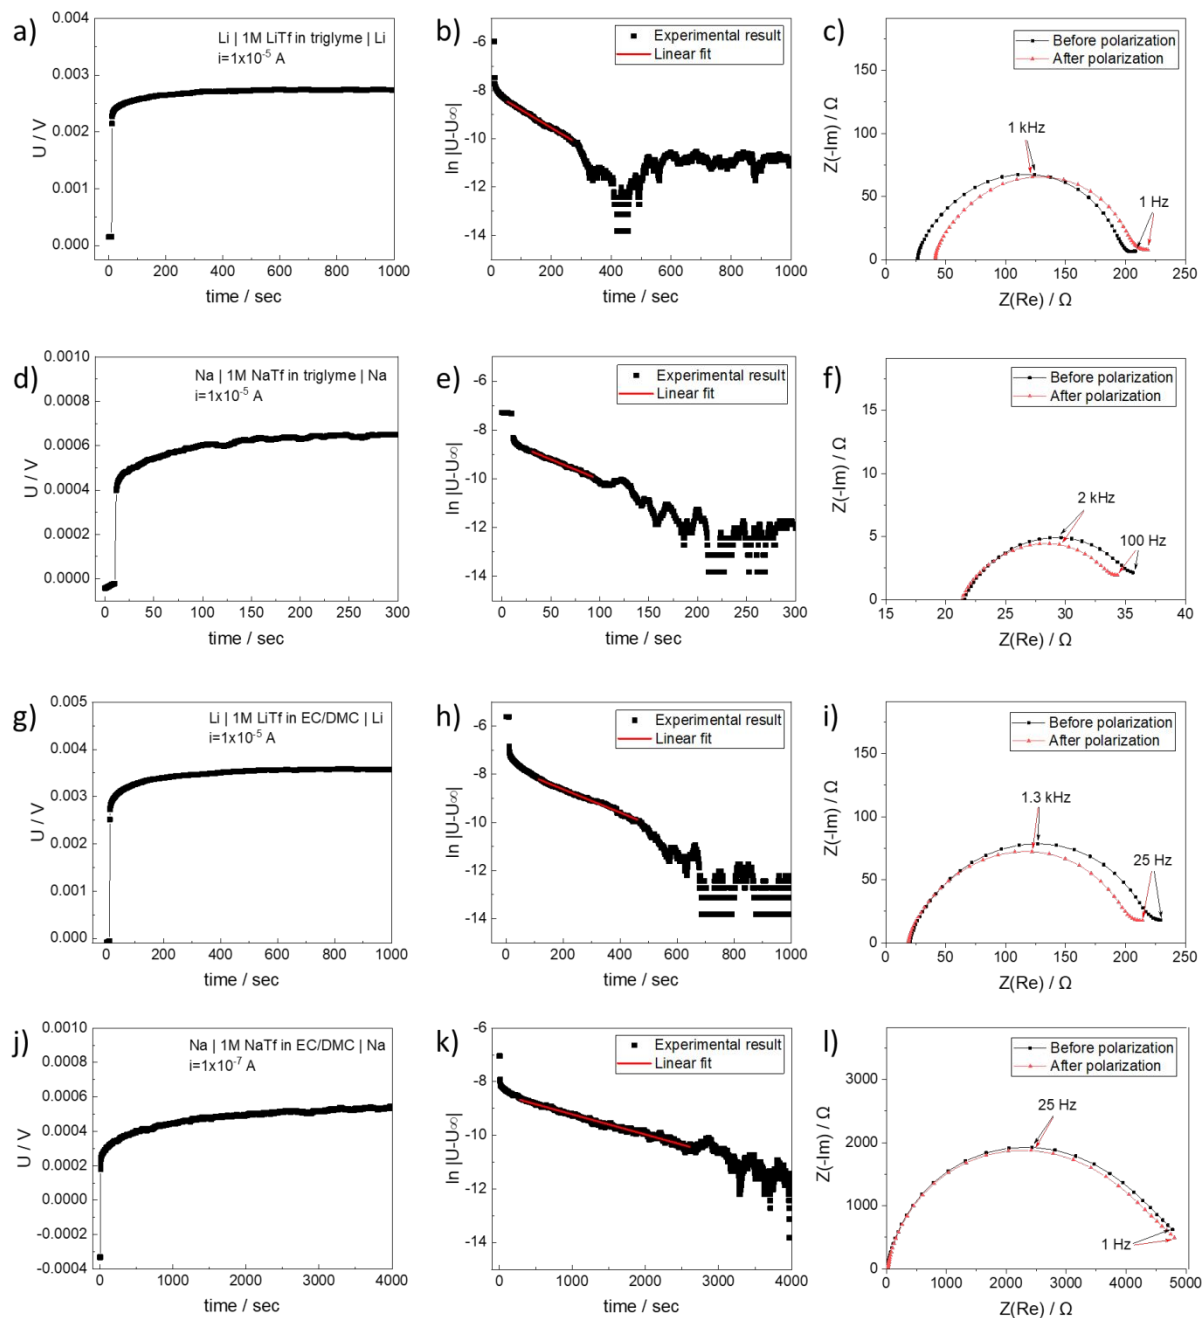 a)
Li | 1M LiTf in triglyme | Li
i=1x10⁻⁵ A
U / V
0.004
0.003
0.002
0.001
0.000
0 200 400 600 800 1000
time / sec
b)
Experimental result
Linear fit
ln |U-U∞|
-6
-8
-10
-12
-14
0 200 400 600 800 1000
time / sec
c)
Before polarization
After polarization
1 kHz
1 Hz
Z(-Im) / Ω
150
100
50
0
0 50 100 150 200 250
Z(Re) / Ω
d)
Na | 1M NaTf in triglyme | Na
i=1x10⁻⁵ A
U / V
0.0010
0.0008
0.0006
0.0004
0.0002
0.0000
0 50 100 150 200 250 300
time / sec
e)
Experimental result
Linear fit
ln |U-U∞|
-6
-8
-10
-12
-14
0 50 100 150 200 250 300
time / sec
f)
Before polarization
After polarization
2 kHz
100 Hz
Z(-Im) / Ω
15
10
5
0
15 20 25 30 35 40
Z(Re) / Ω
g)
Li | 1M LiTf in EC/DMC | Li
i=1x10⁻⁵ A
U / V
0.005
0.004
0.003
0.002
0.001
0.000
0 200 400 600 800 1000
time / sec
h)
Experimental result
Linear fit
ln |U-U∞|
-6
-8
-10
-12
-14
0 200 400 600 800 1000
time / sec
i)
Before polarization
After polarization
1.3 kHz
25 Hz
Z(-Im) / Ω
150
100
50
0
0 50 100 150 200 250
Z(Re) / Ω
j)
Na | 1M NaTf in EC/DMC | Na
i=1x10⁻⁷ A
U / V
0.0010
0.0008
0.0006
0.0004
0.0002
0.0000
-0.0002
-0.0004
0 1000 2000 3000 4000
time / sec
k)
Experimental result
Linear fit
ln |U-U∞|
-6
-8
-10
-12
-14
0 1000 2000 3000 4000
time / sec
l)
Before polarization
After polarization
25 Hz
1 Hz
Z(-Im) / Ω
3000
2000
1000
0
0 1000 2000 3000 4000 5000
Z(Re) / Ω